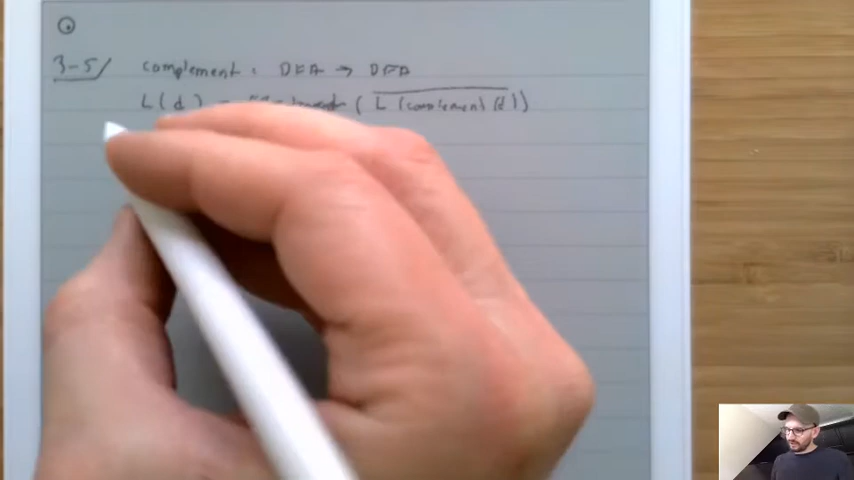 3-5/ complement : DFA → DFA
L(d) = ( L (complement (d))